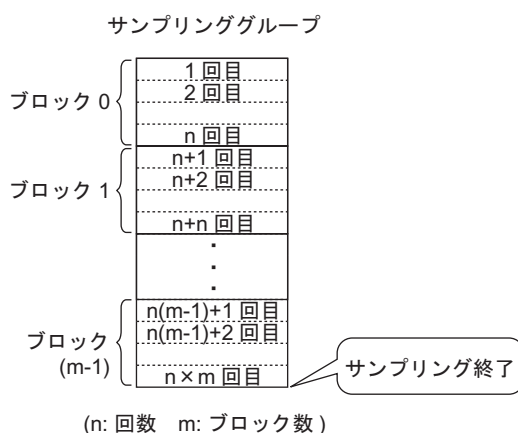 サンプリンググループ
ブロック 0
1 回目
2 回目
n 回目
ブロック 1
n+1 回目
n+2 回目
n+n 回目
・
・
・
ブロック
(m-1)
n(m-1)+1 回目
n(m-1)+2 回目
n×m 回目
サンプリング終了
(n: 回数 m: ブロック数 )